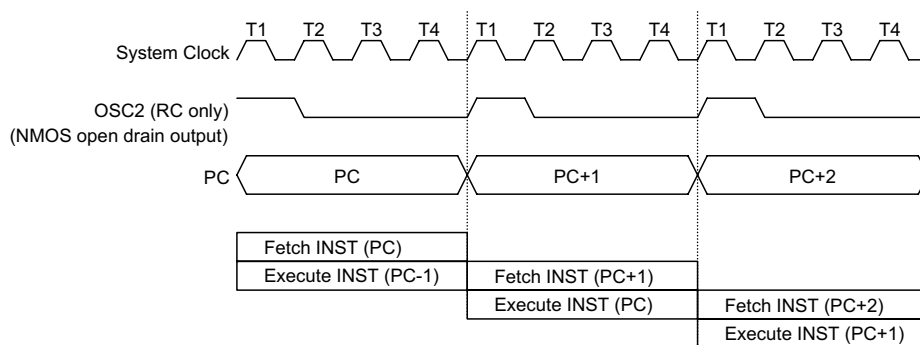 T1 T2 T3 T4 T1 T2 T3 T4 T1 T2 T3 T4
System Clock
OSC2 (RC only)
(NMOS open drain output)
PC PC PC+1 PC+2
Fetch INST (PC)
Execute INST (PC-1) Fetch INST (PC+1)
Execute INST (PC) Fetch INST (PC+2)
Execute INST (PC+1)